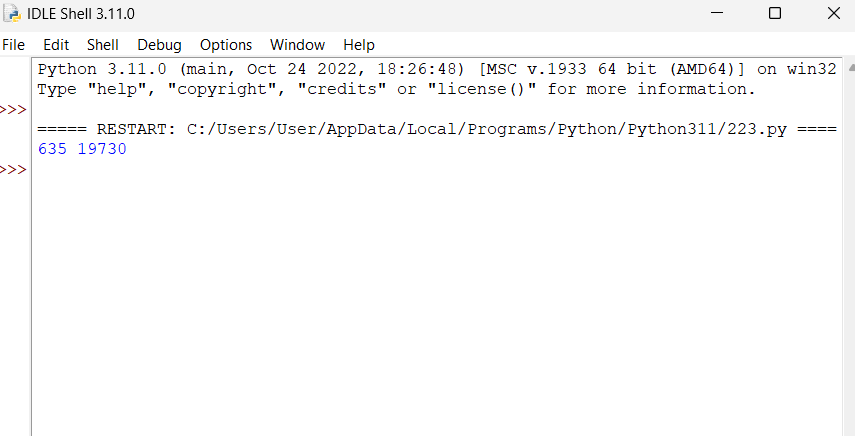 IDLE Shell 3.11.0
File Edit Shell Debug Options Window Help
Python 3.11.0 (main, Oct 24 2022, 18:26:48) [MSC v.1933 64 bit (AMD64)] on win32
Type "help", "copyright", "credits" or "license()" for more information.
>>>
===== RESTART: C:/Users/User/AppData/Local/Programs/Python/Python311/223.py ====
635 19730
>>>